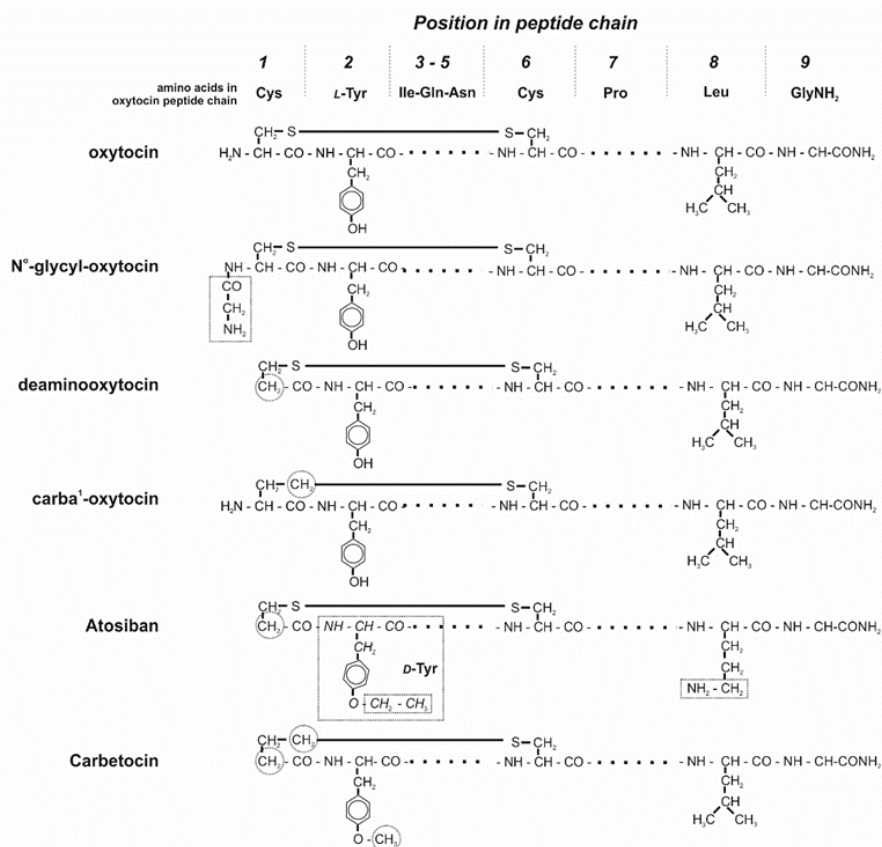 Position in peptide chain
1 2 3 - 5 6 7 8 9
amino acids in
oxytocin peptide chain
Cys L-Tyr Ile-Gln-Asn Cys Pro Leu GlyNH₂
oxytocin
CH₂ S S CH₂
H₂N - CH - CO - NH - CH - CO - NH - CH - CO - NH - CH - CO - NH - CH-CONH₂
CH₂ CH₂
CH
H₃C CH₃
OH
Nᵅ-glycyl-oxytocin
CH₂ S S CH₂
NH - CH - CO - NH - CH - CO - NH - CH - CO - NH - CH - CO - NH - CH-CONH₂
CO CH₂ CH₂
CH₂ CH
NH₂ H₃C CH₃
OH
deaminooxytocin
CH₂ S S CH₂
CH₂ - CO - NH - CH - CO - NH - CH - CO - NH - CH - CO - NH - CH-CONH₂
CH₂ CH₂
CH
H₃C CH₃
OH
carba¹-oxytocin
CH₂ CH₂ S CH₂
H₂N - CH - CO - NH - CH - CO - NH - CH - CO - NH - CH - CO - NH - CH-CONH₂
CH₂ CH₂
CH
H₃C CH₃
OH
Atosiban
CH₂ S S CH₂
CH₂ - CO - NH - CH - CO - NH - CH - CO - NH - CH - CO - NH - CH-CONH₂
CH₂ CH₂
D-Tyr CH₂
O - CH₂ - CH₃ NH₂ - CH₂
Carbetocin
CH₂ CH₂ S CH₂
CH₂ - CO - NH - CH - CO - NH - CH - CO - NH - CH - CO - NH - CH-CONH₂
CH₂ CH₂
CH
H₃C CH₃
O - CH₃